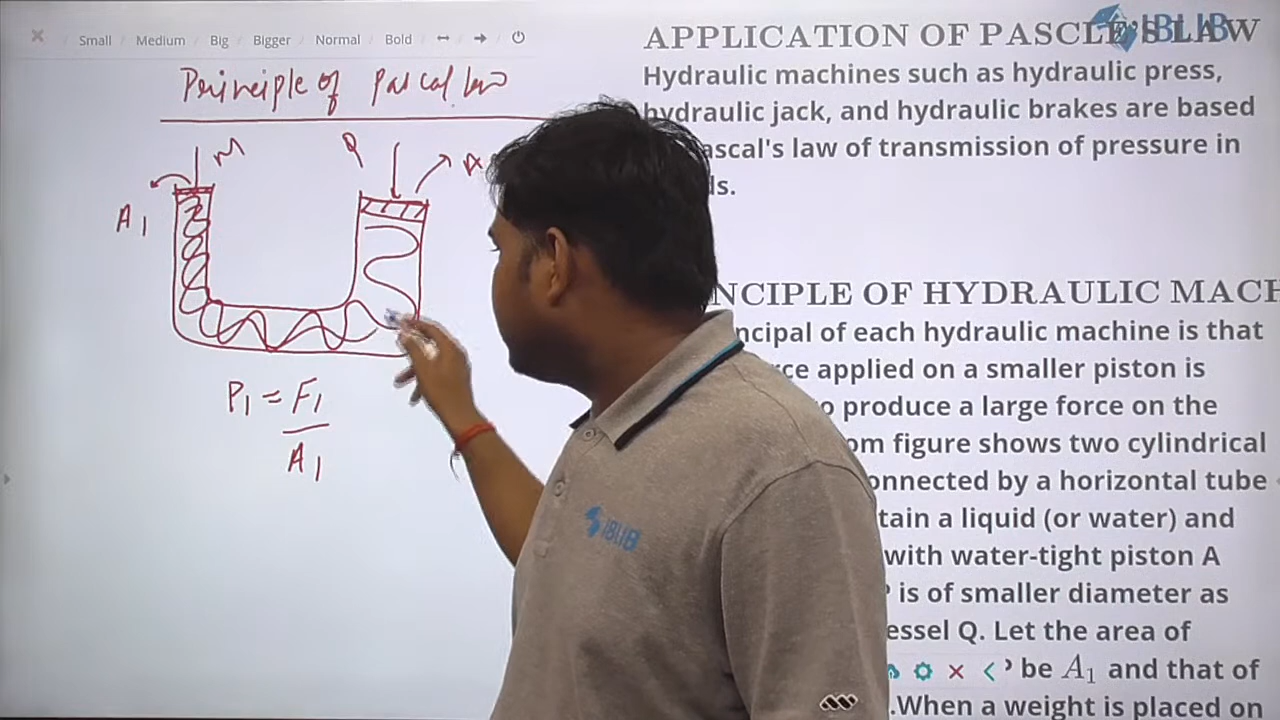 Small / Medium / Big / Bigger / Normal / Bold
Principle of Pascal law
M
Q
A1
P1 = F1
A1
IBLIB
APPLICATION OF PASCLE'S LAW
Hydraulic machines such as hydraulic press,
hydraulic jack, and hydraulic brakes are based
ascal's law of transmission of pressure in
ds.
NCIPLE OF HYDRAULIC MACH
ncipal of each hydraulic machine is that
ce applied on a smaller piston is
o produce a large force on the
om figure shows two cylindrical
onnected by a horizontal tube
tain a liquid (or water) and
with water-tight piston A
is of smaller diameter as
essel Q. Let the area of
be A1 and that of
.When a weight is placed on
IBLIB